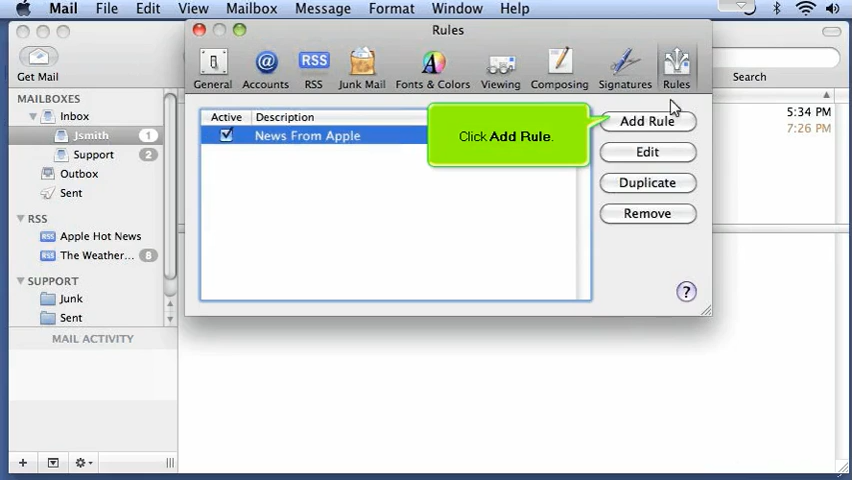 Mail File Edit View Mailbox Message Format Window Help
Rules
Get Mail
General Accounts RSS Junk Mail Fonts & Colors Viewing Composing Signatures Rules
Search
MAILBOXES
Inbox
Jsmith 1
Support 2
Outbox
Sent
RSS
RSS Apple Hot News
RSS The Weather... 8
SUPPORT
Junk
Sent
MAIL ACTIVITY
Active Description
News From Apple
Click Add Rule.
Add Rule
Edit
Duplicate
Remove
?
5:34 PM
7:26 PM